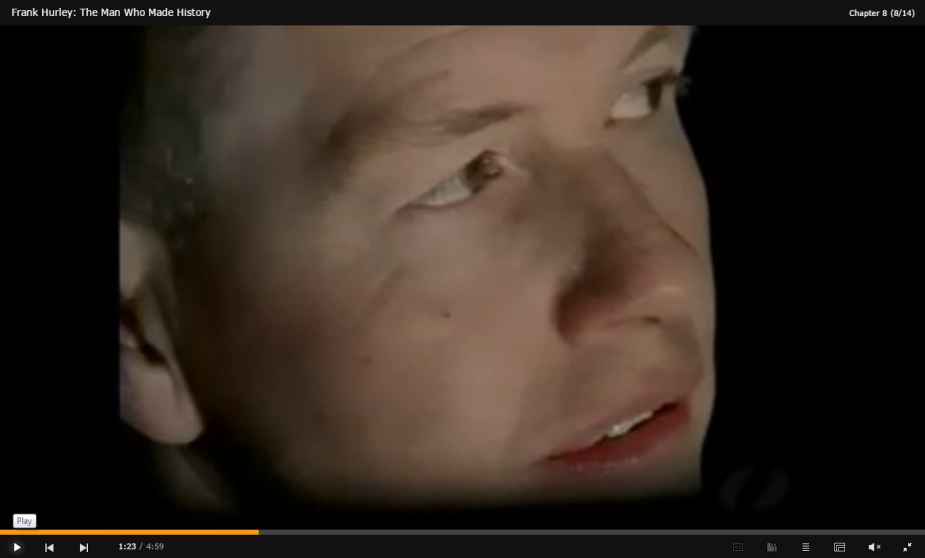 Frank Hurley: The Man Who Made History
Chapter 8 (8/14)
Play
1:23 / 4:59